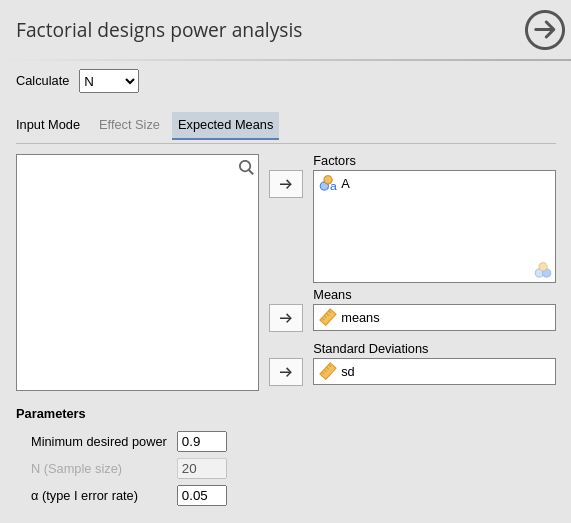 Factorial designs power analysis
Calculate N
Input Mode Effect Size Expected Means
Factors
a A
Means
means
Standard Deviations
sd
Parameters
Minimum desired power 0.9
N (Sample size) 20
α (type I error rate) 0.05